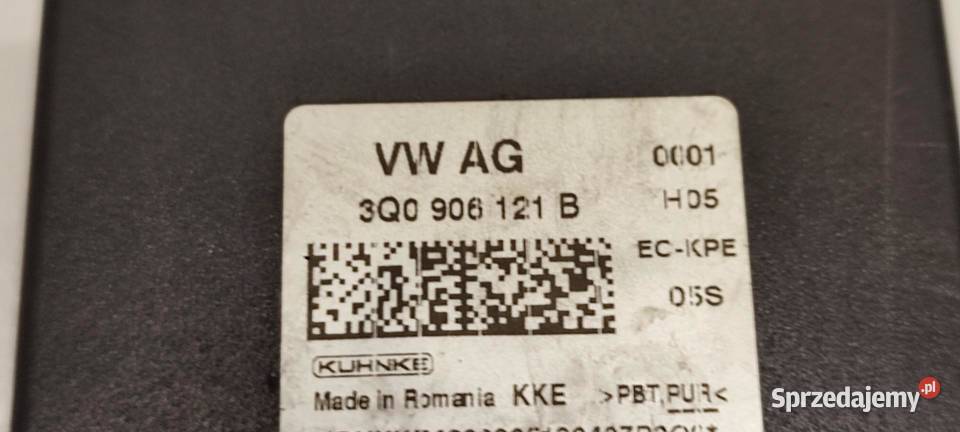 VW AG 0001
3Q0 906 121 B H05
EC-KPE
05S
KUHNKE
Made in Romania KKE >PBT,PUR<
Sprzedajemy.pl